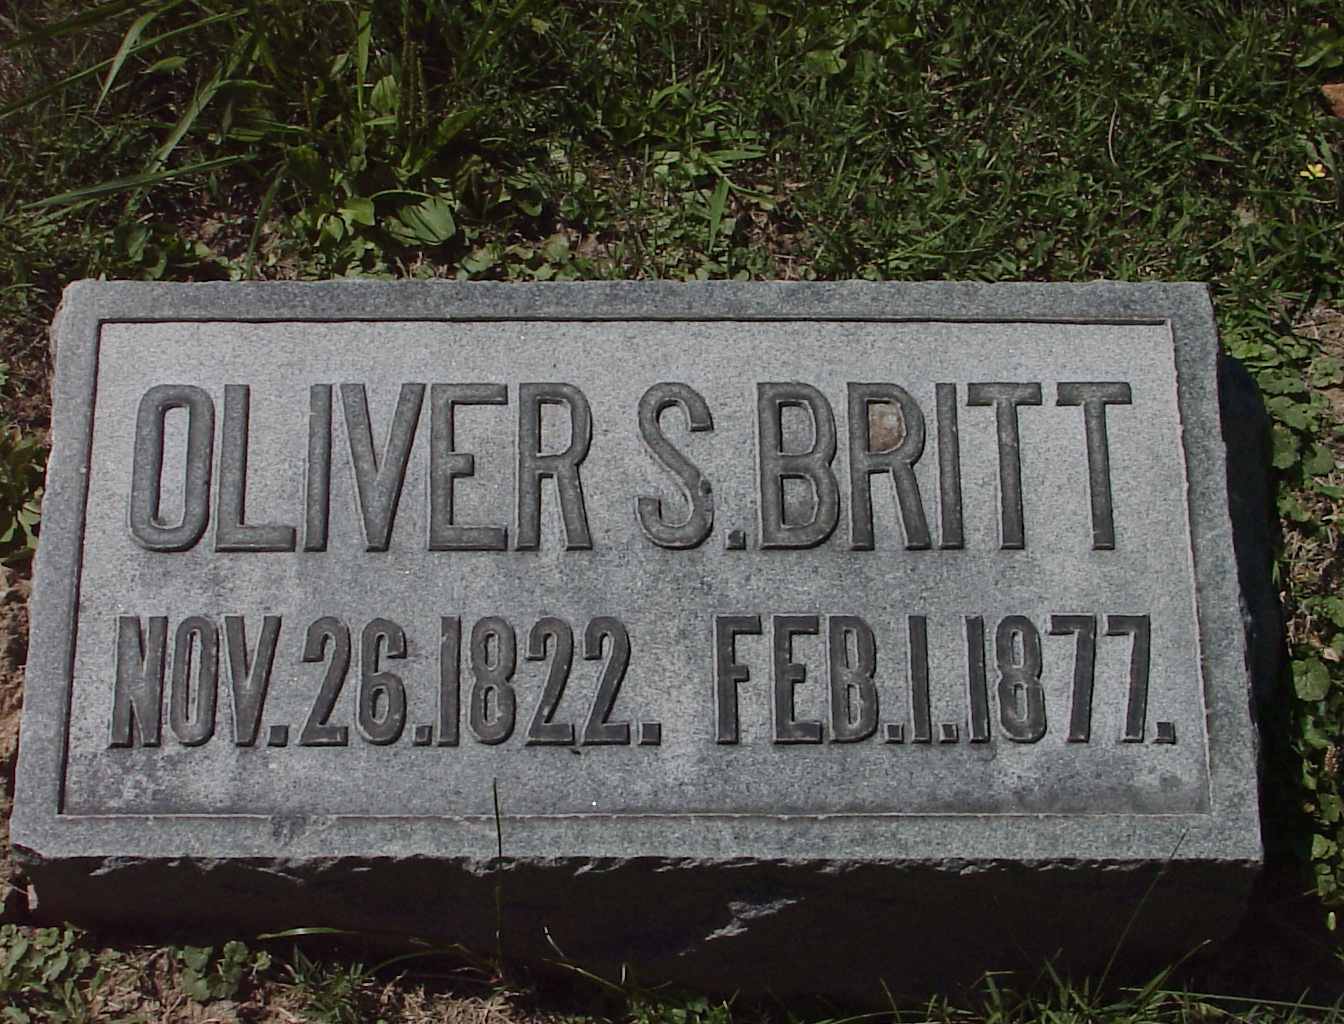 OLIVER S. BRITT
NOV. 26. 1822. FEB. 1. 1877.